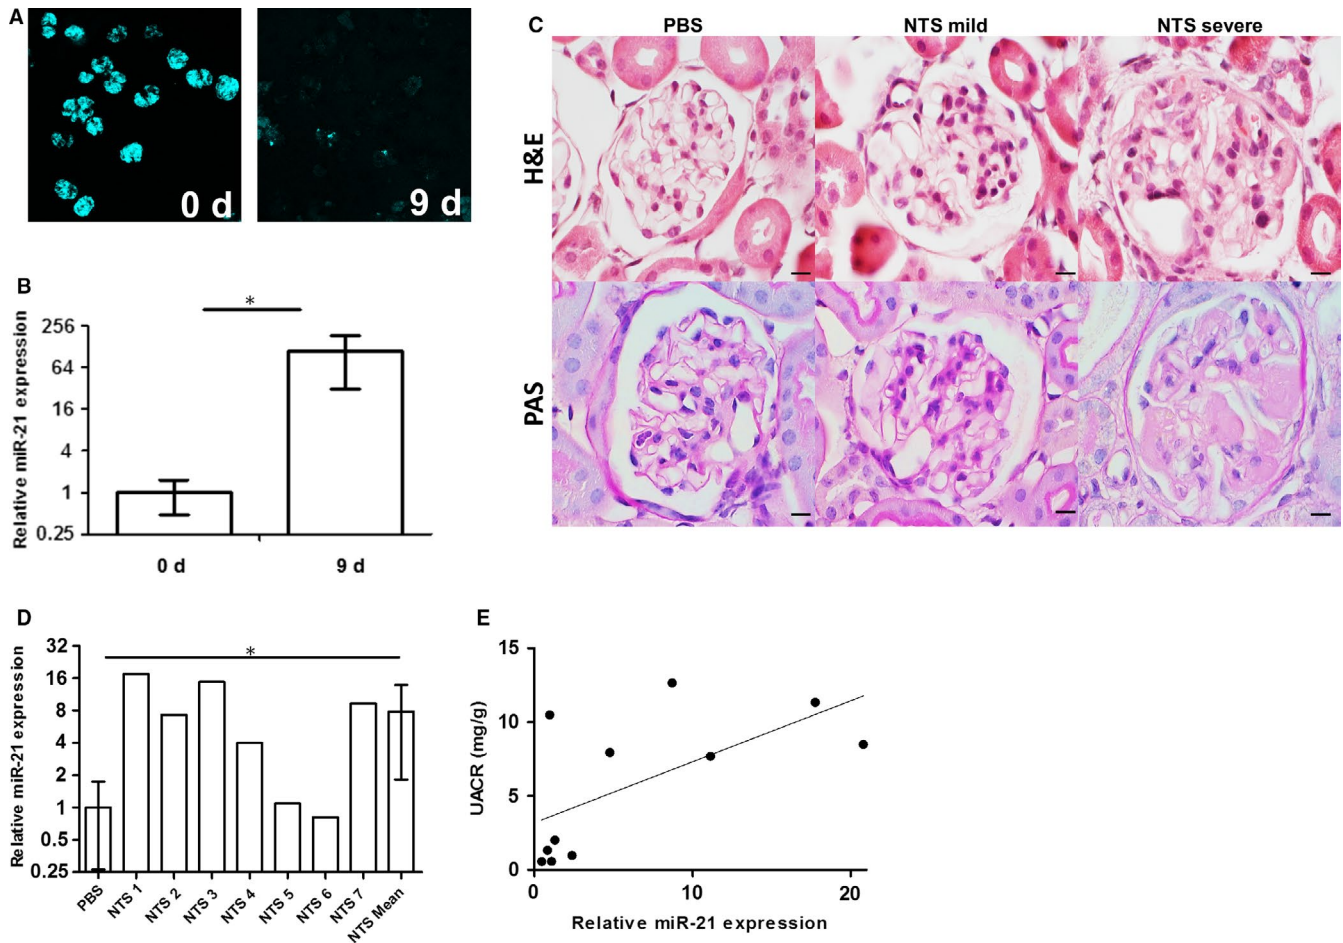 A
0 d
9 d
B
*
Relative miR-21 expression
256
64
16
4
1
0.25
0 d
9 d
C
PBS
NTS mild
NTS severe
H&E
PAS
D
*
Relative miR-21 expression
32
16
8
4
2
1
0.5
0.25
PBS
NTS 1
NTS 2
NTS 3
NTS 4
NTS 5
NTS 6
NTS 7
NTS Mean
E
UACR (mg/g)
15
10
5
0
0
10
20
Relative miR-21 expression